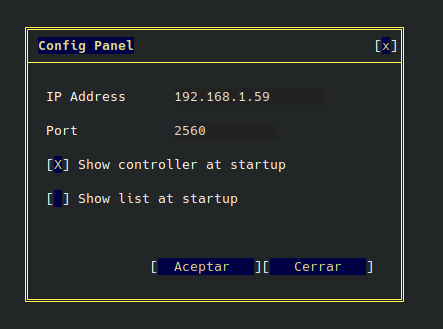 Config Panel [x]
IP Address 192.168.1.59
Port 2560
[X] Show controller at startup
[ ] Show list at startup
[ Aceptar ][ Cerrar ]